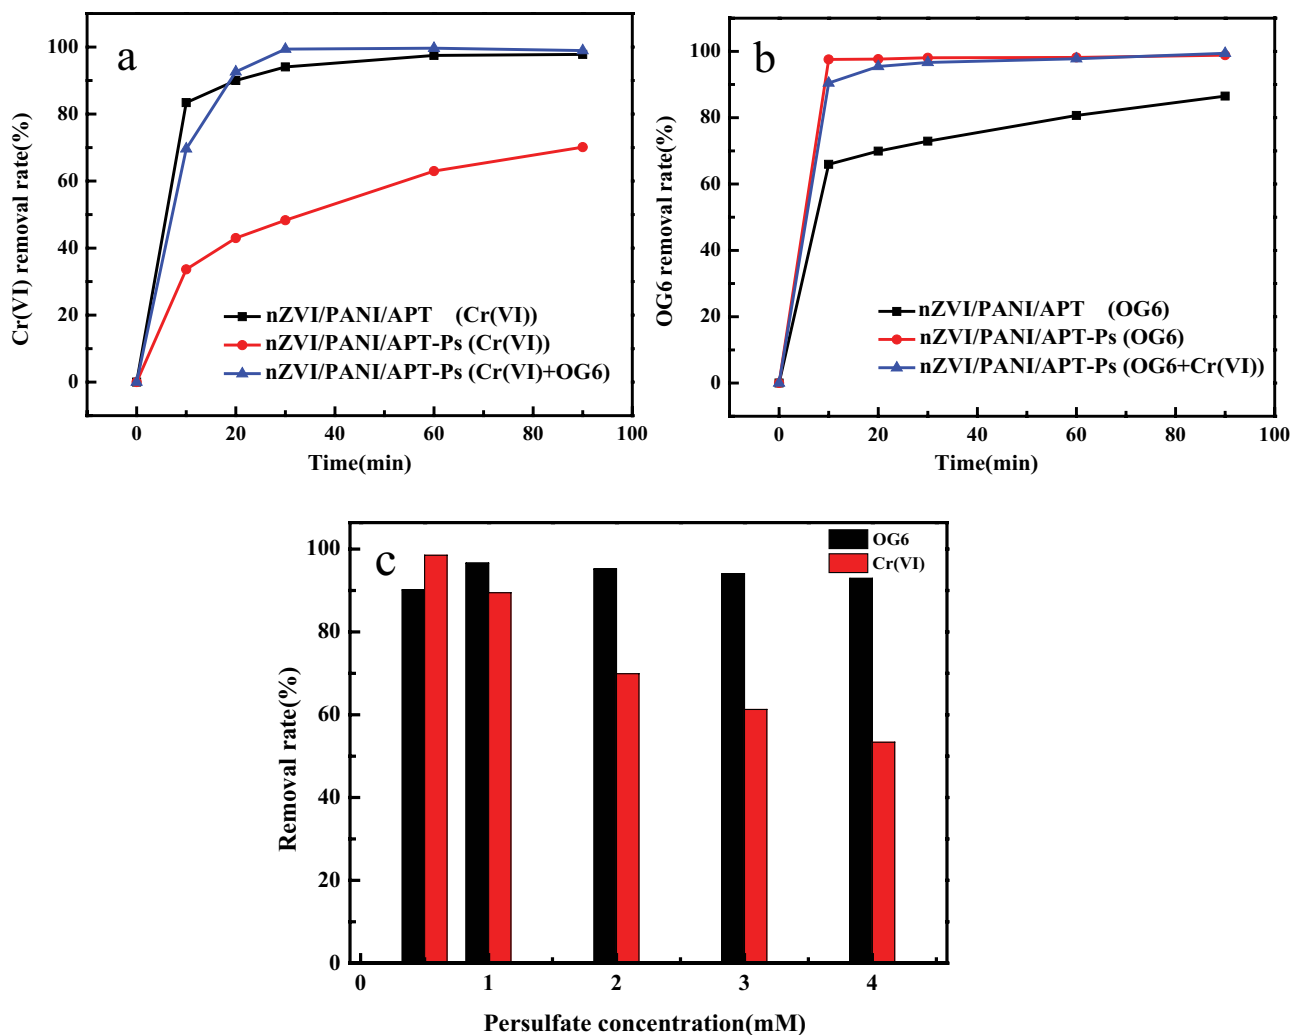 a
Cr(VI) removal rate(%)
100
80
60
40
20
0
nZVI/PANI/APT (Cr(VI))
nZVI/PANI/APT-Ps (Cr(VI))
nZVI/PANI/APT-Ps (Cr(VI)+OG6)
0 20 40 60 80 100
Time(min)
b
OG6 removal rate(%)
100
80
60
40
20
0
nZVI/PANI/APT (OG6)
nZVI/PANI/APT-Ps (OG6)
nZVI/PANI/APT-Ps (OG6+Cr(VI))
0 20 40 60 80 100
Time(min)
c
OG6
Cr(VI)
Removal rate(%)
100
80
60
40
20
0
0 1 2 3 4
Persulfate concentration(mM)